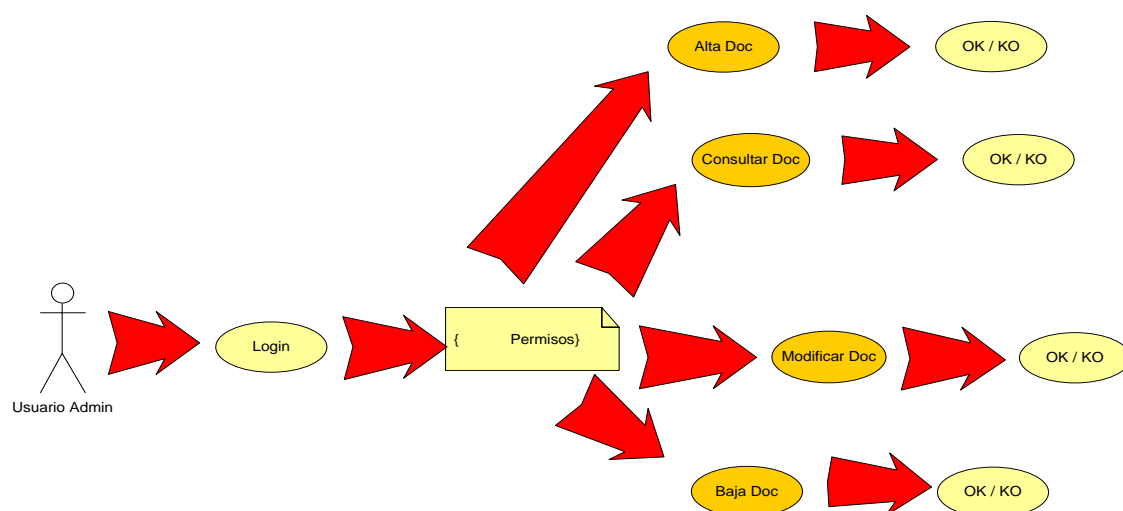 Alta Doc
OK / KO
Consultar Doc
OK / KO
{ Permisos}
Login
Modificar Doc
OK / KO
Usuario Admin
Baja Doc
OK / KO